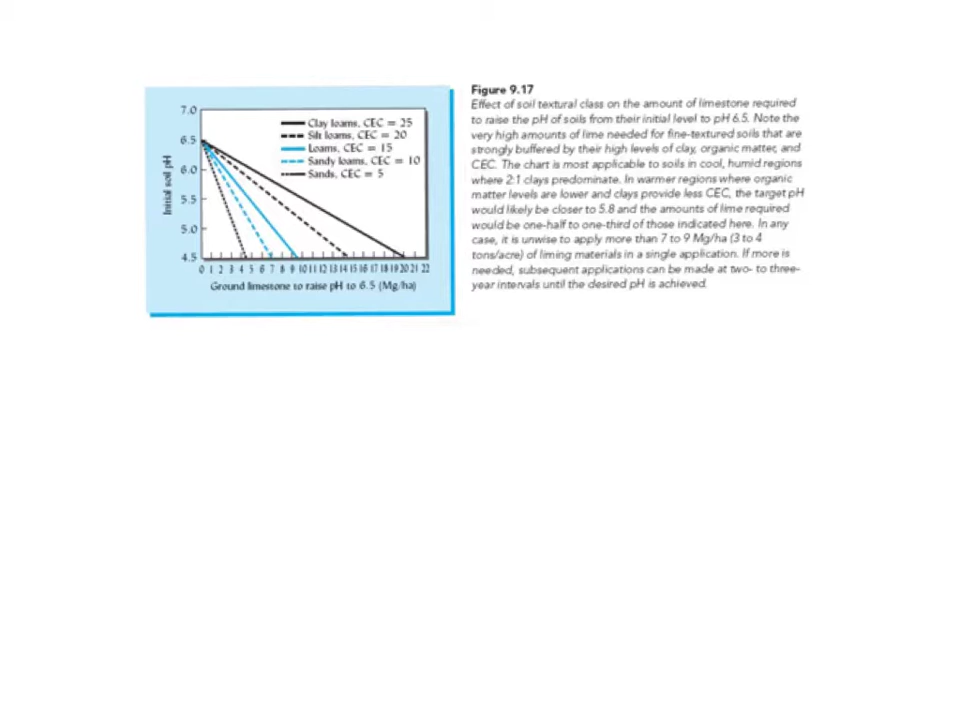 Figure 9.17
Effect of soil textural class on the amount of limestone required
to raise the pH of soils from their initial level to pH 6.5. Note the
very high amounts of lime needed for fine-textured soils that are
strongly buffered by their high levels of clay, organic matter, and
CEC. The chart is most applicable to soils in cool, humid regions
where 2:1 clays predominate. In warmer regions where organic
matter levels are lower and clays provide less CEC, the target pH
would likely be closer to 5.8 and the amounts of lime required
would be one-half to one-third of those indicated here. In any
case, it is unwise to apply more than 7 to 9 Mg/ha (3 to 4
tons/acre) of liming materials in a single application. If more is
needed, subsequent applications can be made at two- to three-
year intervals until the desired pH is achieved.
Initial soil pH
7.0
6.5
6.0
5.5
5.0
4.5
Clay loams, CEC = 25
Silt loams, CEC = 20
Loams, CEC = 15
Sandy loams, CEC = 10
Sands, CEC = 5
0 1 2 3 4 5 6 7 8 9 10 11 12 13 14 15 16 17 18 19 20 21 22
Ground limestone to raise pH to 6.5 (Mg/ha)